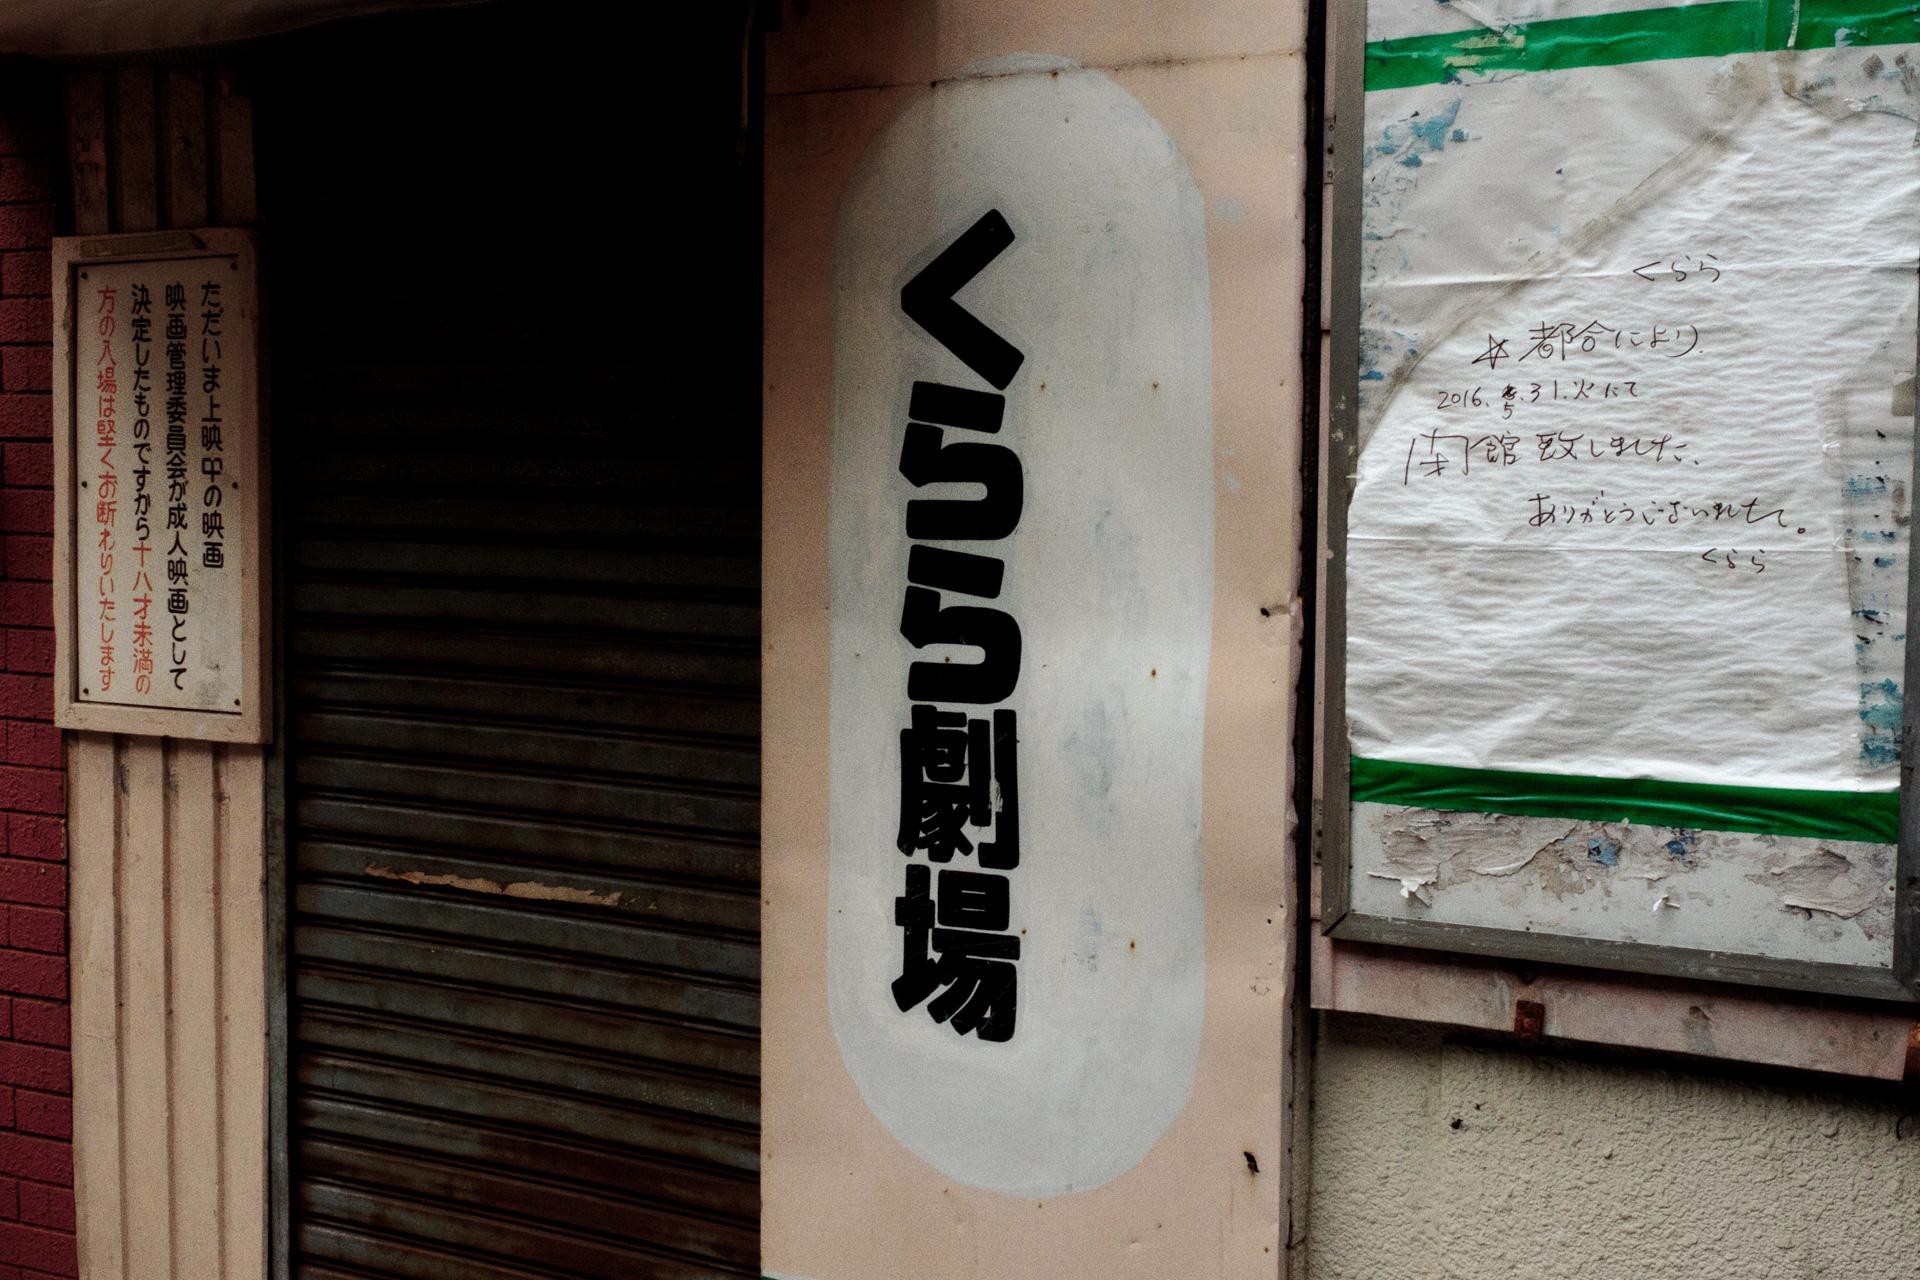 ただいま上映中の映画
映画管理委員会が成人映画として
決定したものですから十八才未満の
方の入場は堅くお断わりいたします
くらら劇場
くらら
都合により
2016.5.31.火にて
閉館致しました、
ありがとうございました。
くらら